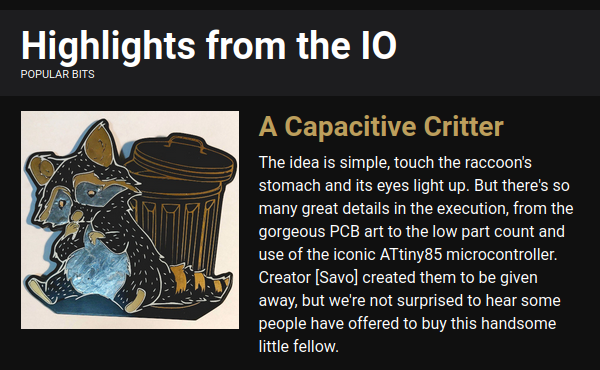 Highlights from the IO
POPULAR BITS
A Capacitive Critter
The idea is simple, touch the raccoon's
stomach and its eyes light up. But there's so
many great details in the execution, from the
gorgeous PCB art to the low part count and
use of the iconic ATtiny85 microcontroller.
Creator [Savo] created them to be given
away, but we're not surprised to hear some
people have offered to buy this handsome
little fellow.